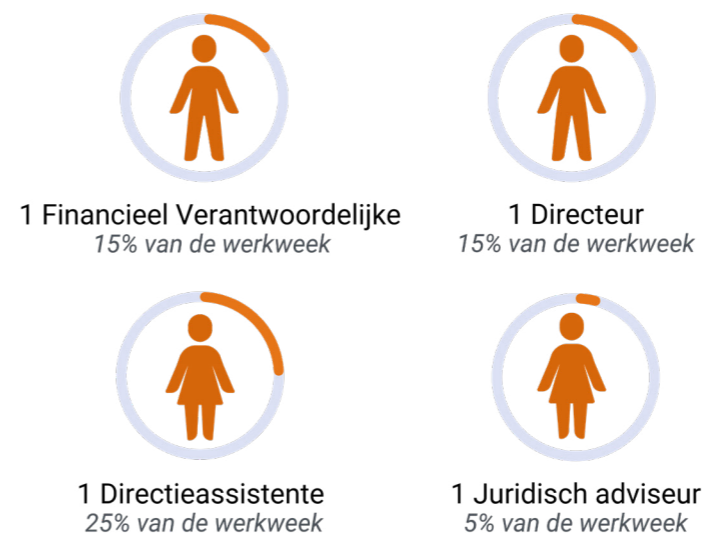 1 Financieel Verantwoordelijke
15% van de werkweek
1 Directeur
15% van de werkweek
1 Directieassistente
25% van de werkweek
1 Juridisch adviseur
5% van de werkweek